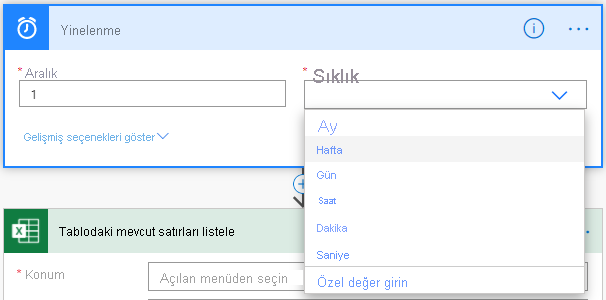 Yinelenme
* Aralık
* Sıklık
1
Gelişmiş seçenekleri göster
Ay
Hafta
Gün
Saat
Dakika
Saniye
Özel değer girin
Tablodaki mevcut satırları listele
* Konum
Açılan menüden seçin